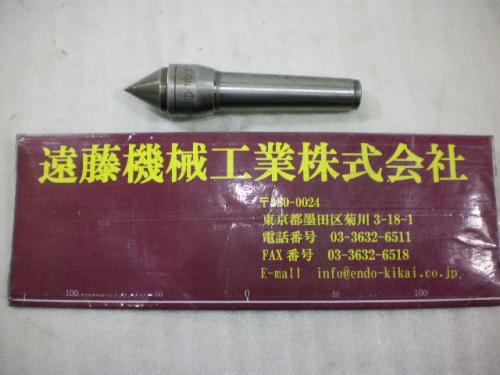 遠藤機械工業株式会社
〒130-0024
東京都墨田区菊川 3-18-1
電話番号 03-3632-6511
FAX 番号 03-3632-6518
E-mail info@endo-kikai.co.jp
100 50 0 50 100